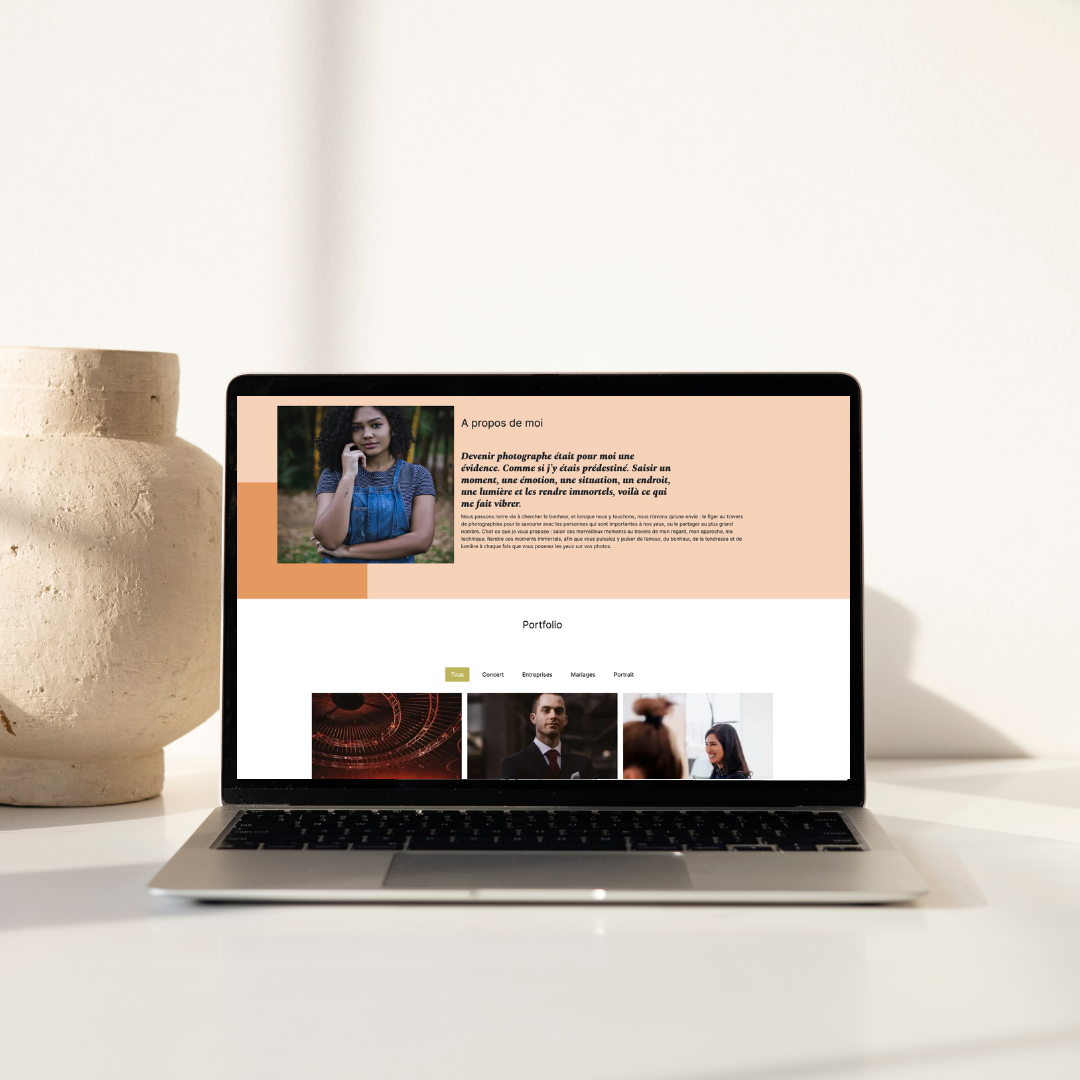 A propos de moi
Devenir photographe était pour moi une
évidence. Comme si j'y étais prédestiné. Saisir un
moment, une émotion, une situation, un endroit,
une lumière et les rendre immortels, voilà ce qui
me fait vibrer.
Nous passons notre vie à chercher le bonheur, et lorsque nous y touchons, nous n'avons qu'une envie : le figer au travers
de photographies pour le savourer avec les personnes qui sont importantes à nos yeux, ou le partager au plus grand
nombre. C'est ce que je vous propose : saisir ces merveilleux moments au travers de mon regard, mon approche, ma
technique. Rendre ces moments immortels, afin que vous puissiez y puiser de l'amour, du bonheur, de la tendresse et de
lumière à chaque fois que vous poserez les yeux sur vos photos.
Portfolio
Tous Concert Entreprises Mariages Portrait